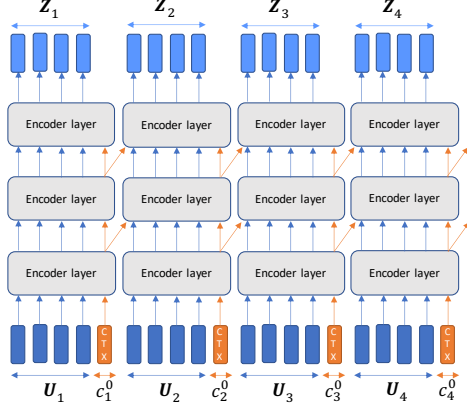 Z₁ Z₂ Z₃ Z₄
Encoder layer Encoder layer Encoder layer Encoder layer
Encoder layer Encoder layer Encoder layer Encoder layer
Encoder layer Encoder layer Encoder layer Encoder layer
CTX CTX CTX CTX
U₁ c₁⁰ U₂ c₂⁰ U₃ c₃⁰ U₄ c₄⁰